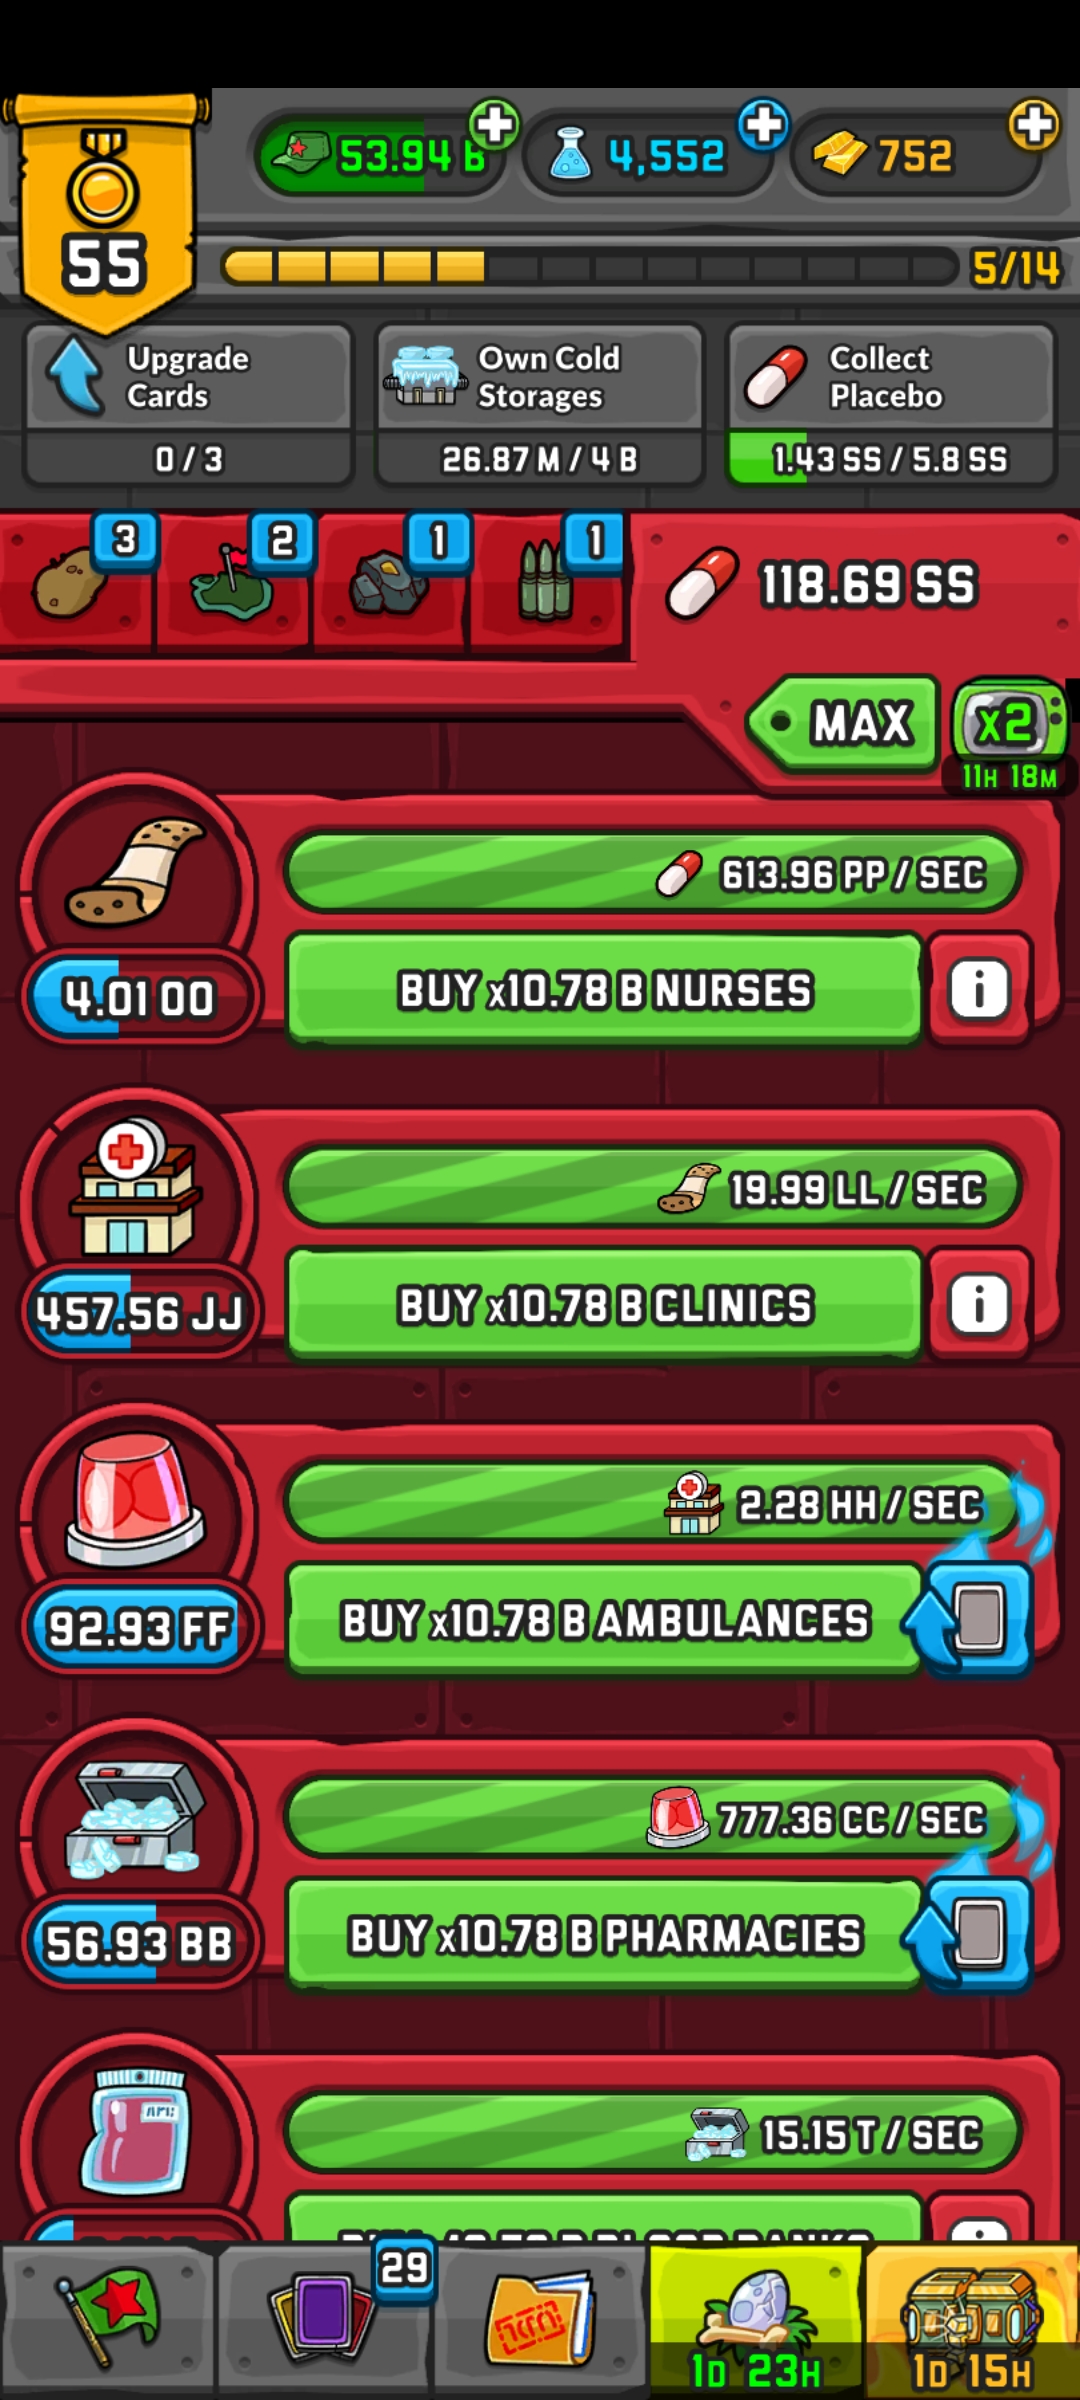 55
53.94 B
4,552
752
5/14
Upgrade
Cards
0 / 3
Own Cold
Storages
26.87 M / 4 B
Collect
Placebo
1.43 SS / 5.8 SS
3
2
1
1
118.69 SS
MAX
x2
11H 18M
613.96 PP / SEC
4.01 OO
BUY x10.78 B NURSES
i
19.99 LL / SEC
457.56 JJ
BUY x10.78 B CLINICS
i
2.28 HH / SEC
92.93 FF
BUY x10.78 B AMBULANCES
777.36 CC / SEC
56.93 BB
BUY x10.78 B PHARMACIES
15.15 T / SEC
29
1D 23H
1D 15H